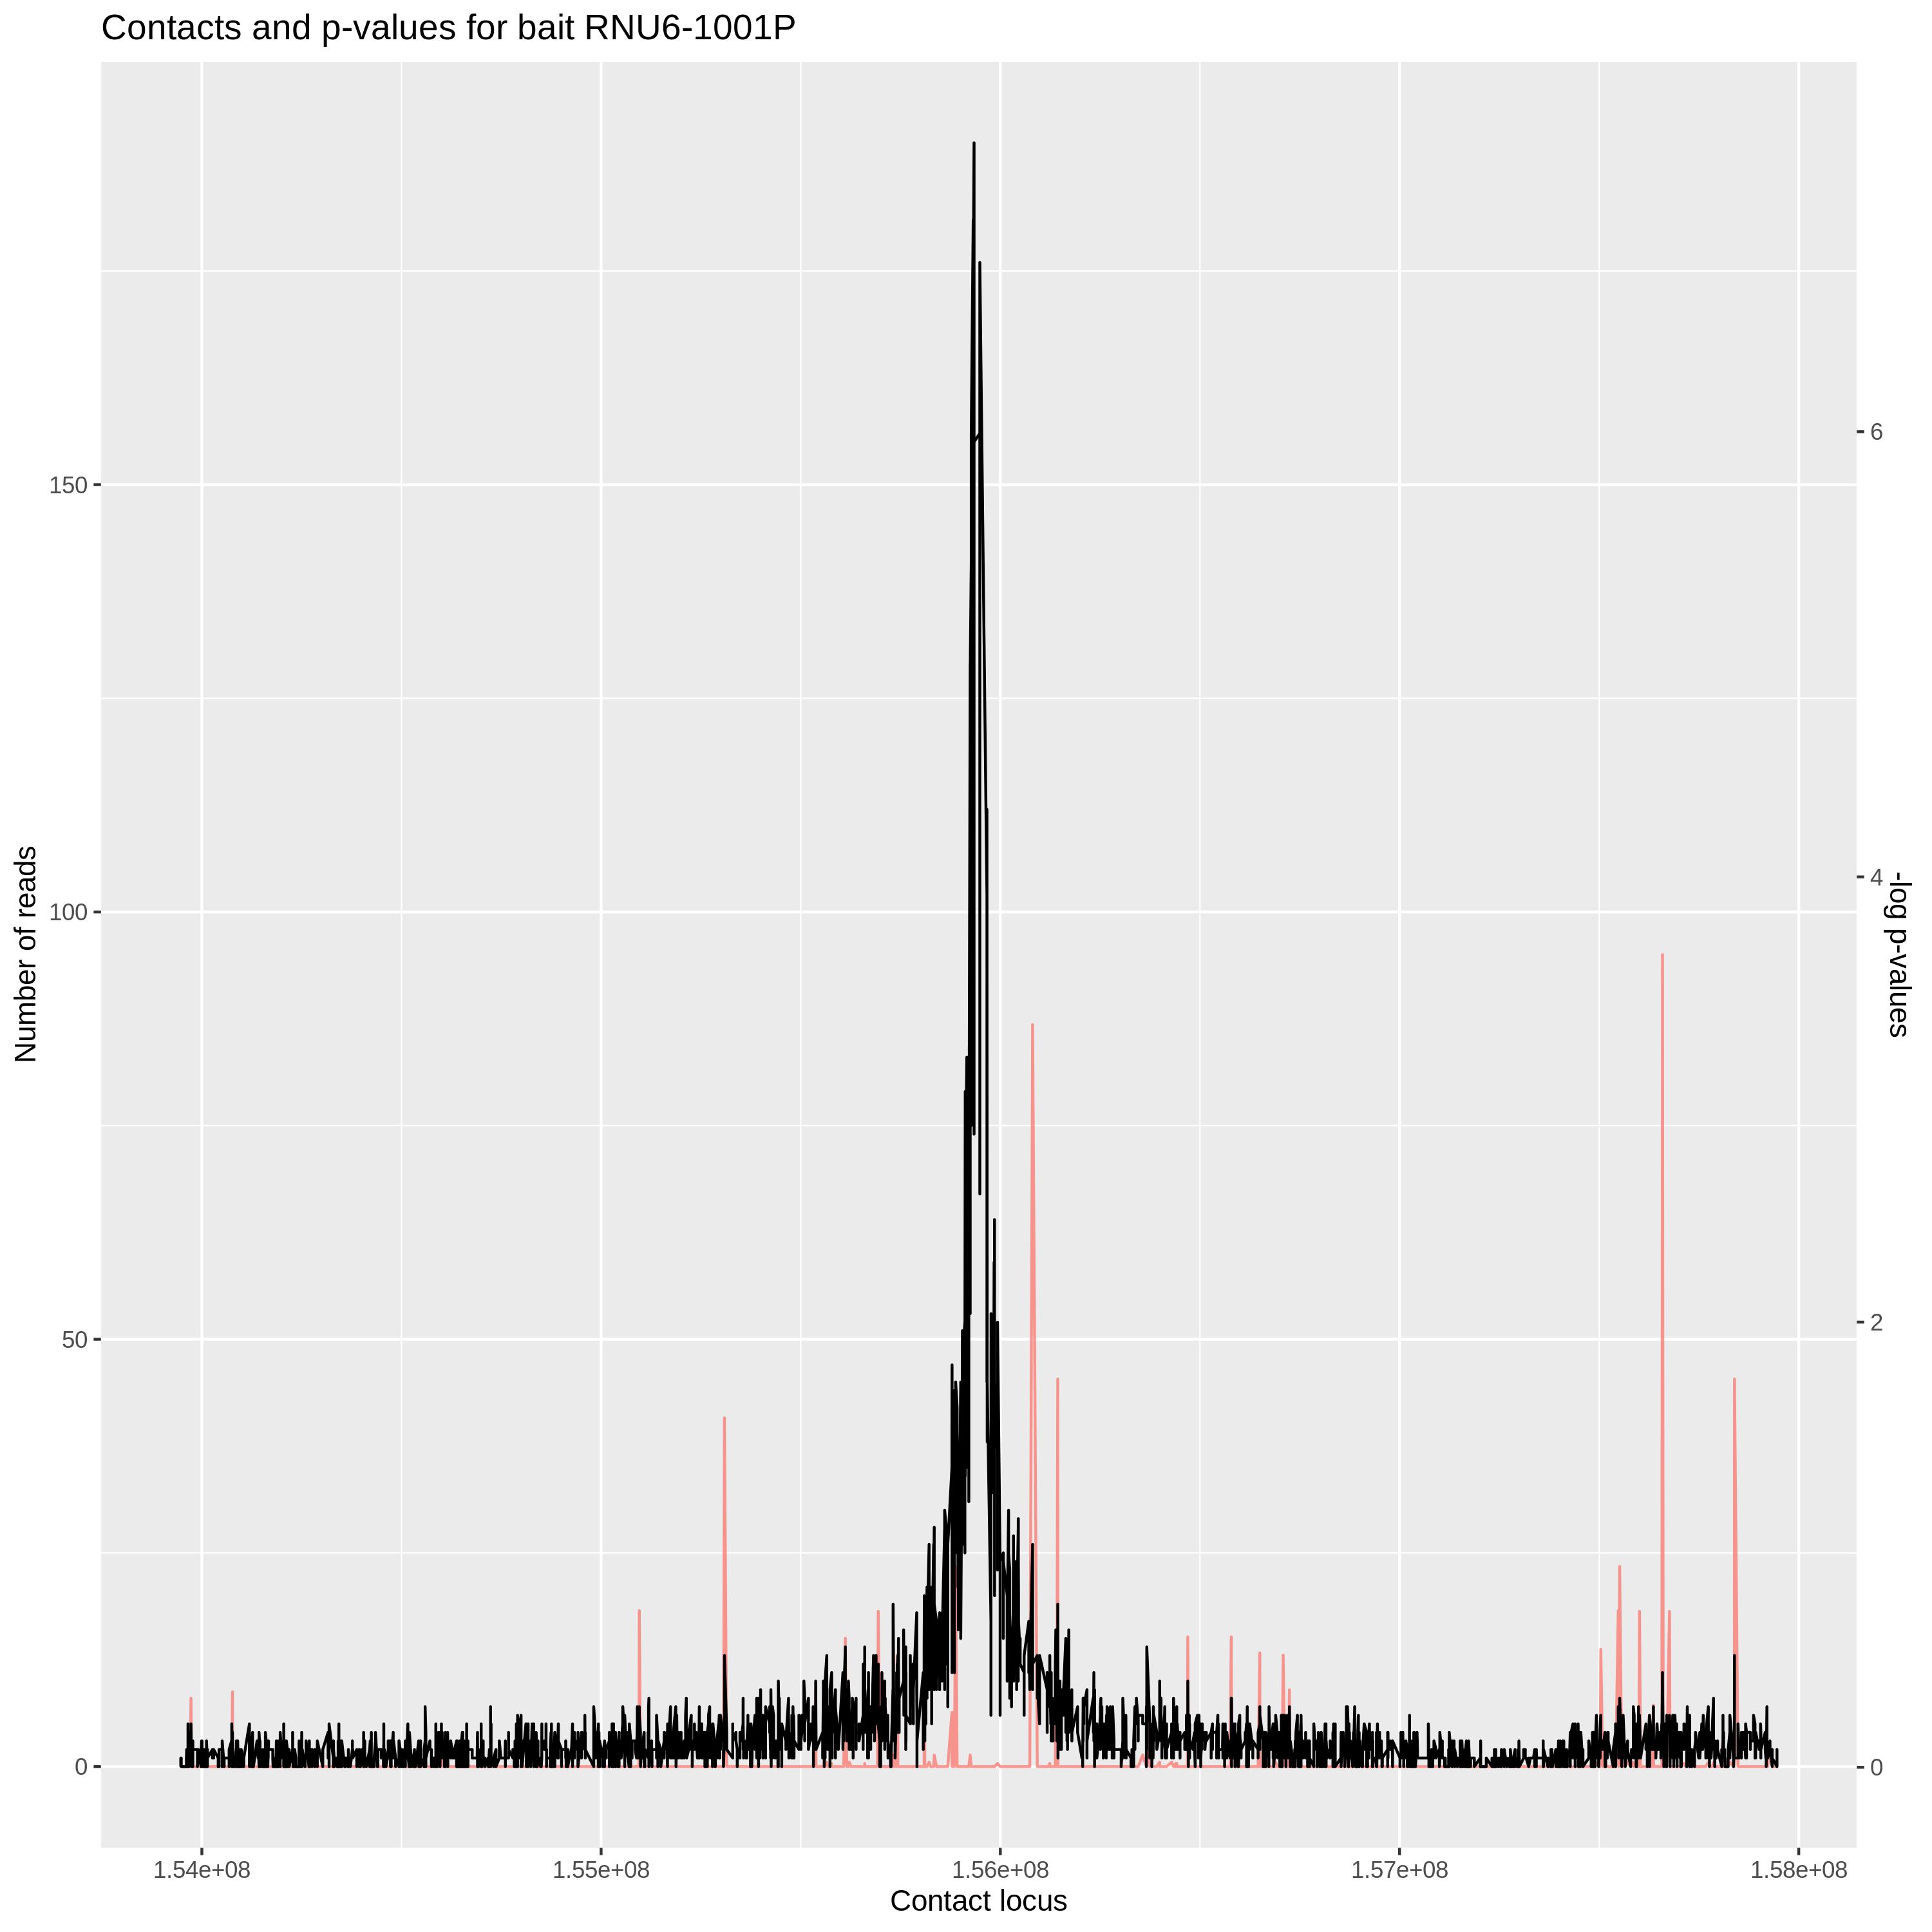 Contacts and p-values for bait RNU6-1001P
150
100
50
0
Number of reads
6
4
2
0
-log p-values
1.54e+08
1.55e+08
1.56e+08
1.57e+08
1.58e+08
Contact locus